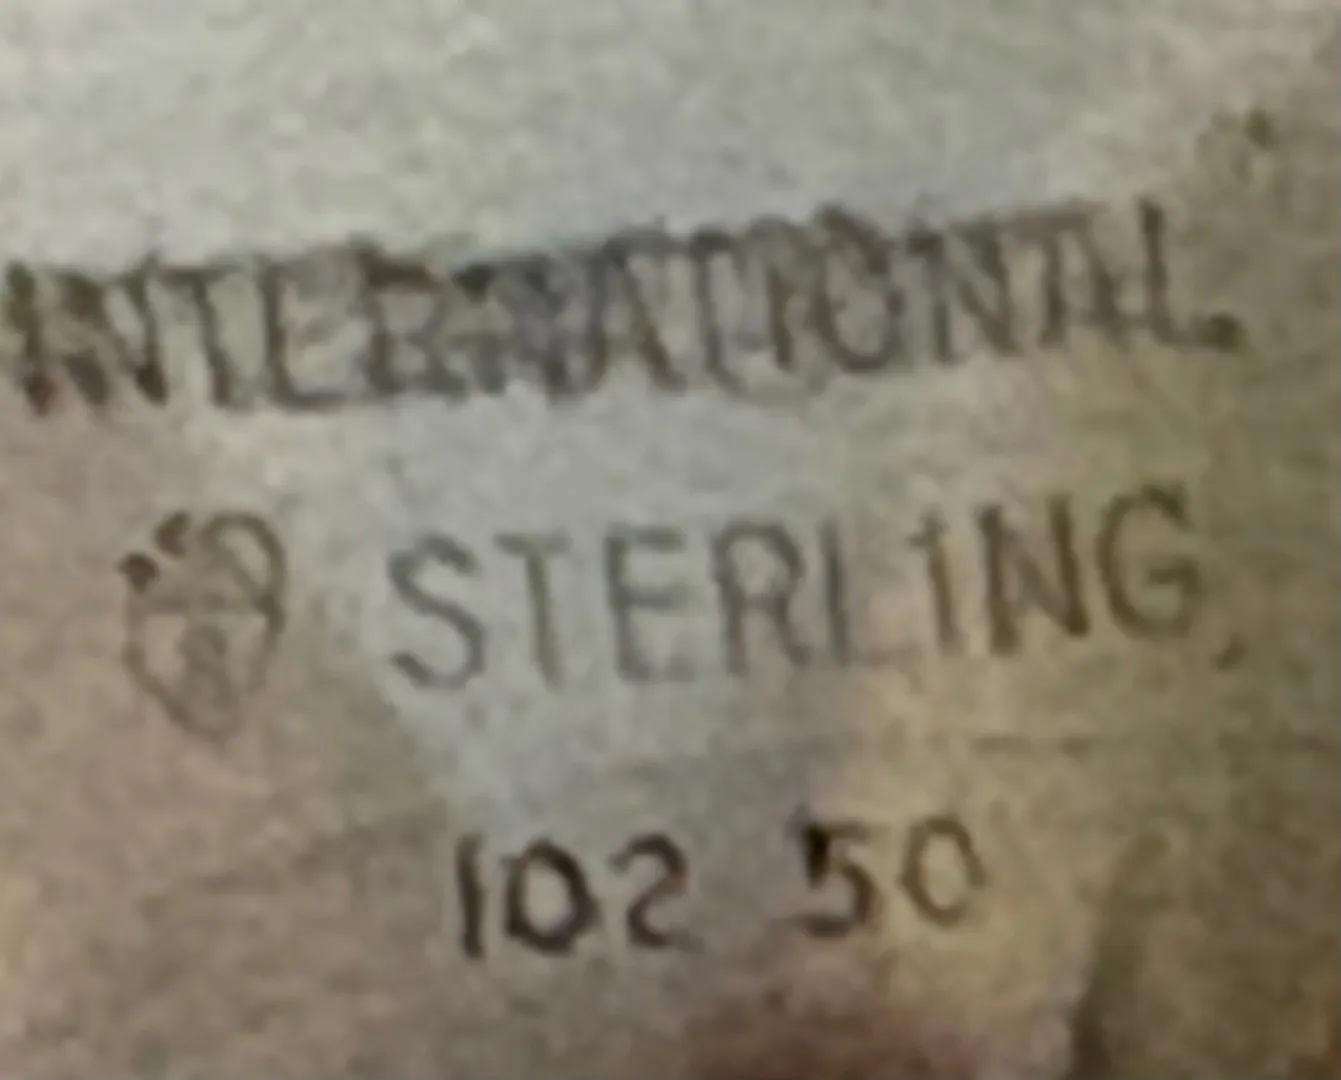 INTERNATIONAL
STERLING
102 50